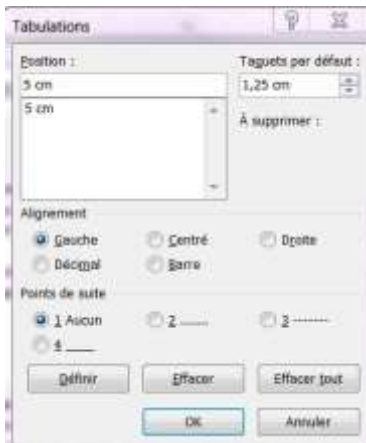 Tabulations
Position : Taquets par défaut :
5 cm 1,25 cm
5 cm
À supprimer :
Alignement
Gauche Centré Droite
Décimal Barre
Points de suite
1 Aucun 2 ....... 3 --------
4 ___
Définir Effacer Effacer tout
OK Annuler